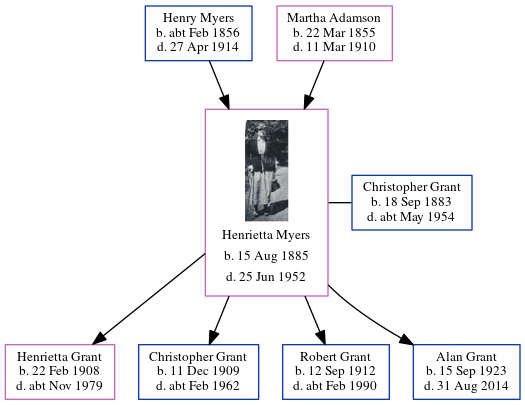 Henry Myers
b. abt Feb 1856
d. 27 Apr 1914
Martha Adamson
b. 22 Mar 1855
d. 11 Mar 1910
Henrietta Myers
b. 15 Aug 1885
d. 25 Jun 1952
Christopher Grant
b. 18 Sep 1883
d. abt May 1954
Henrietta Grant
b. 22 Feb 1908
d. abt Nov 1979
Christopher Grant
b. 11 Dec 1909
d. abt Feb 1962
Robert Grant
b. 12 Sep 1912
d. abt Feb 1990
Alan Grant
b. 15 Sep 1923
d. 31 Aug 2014